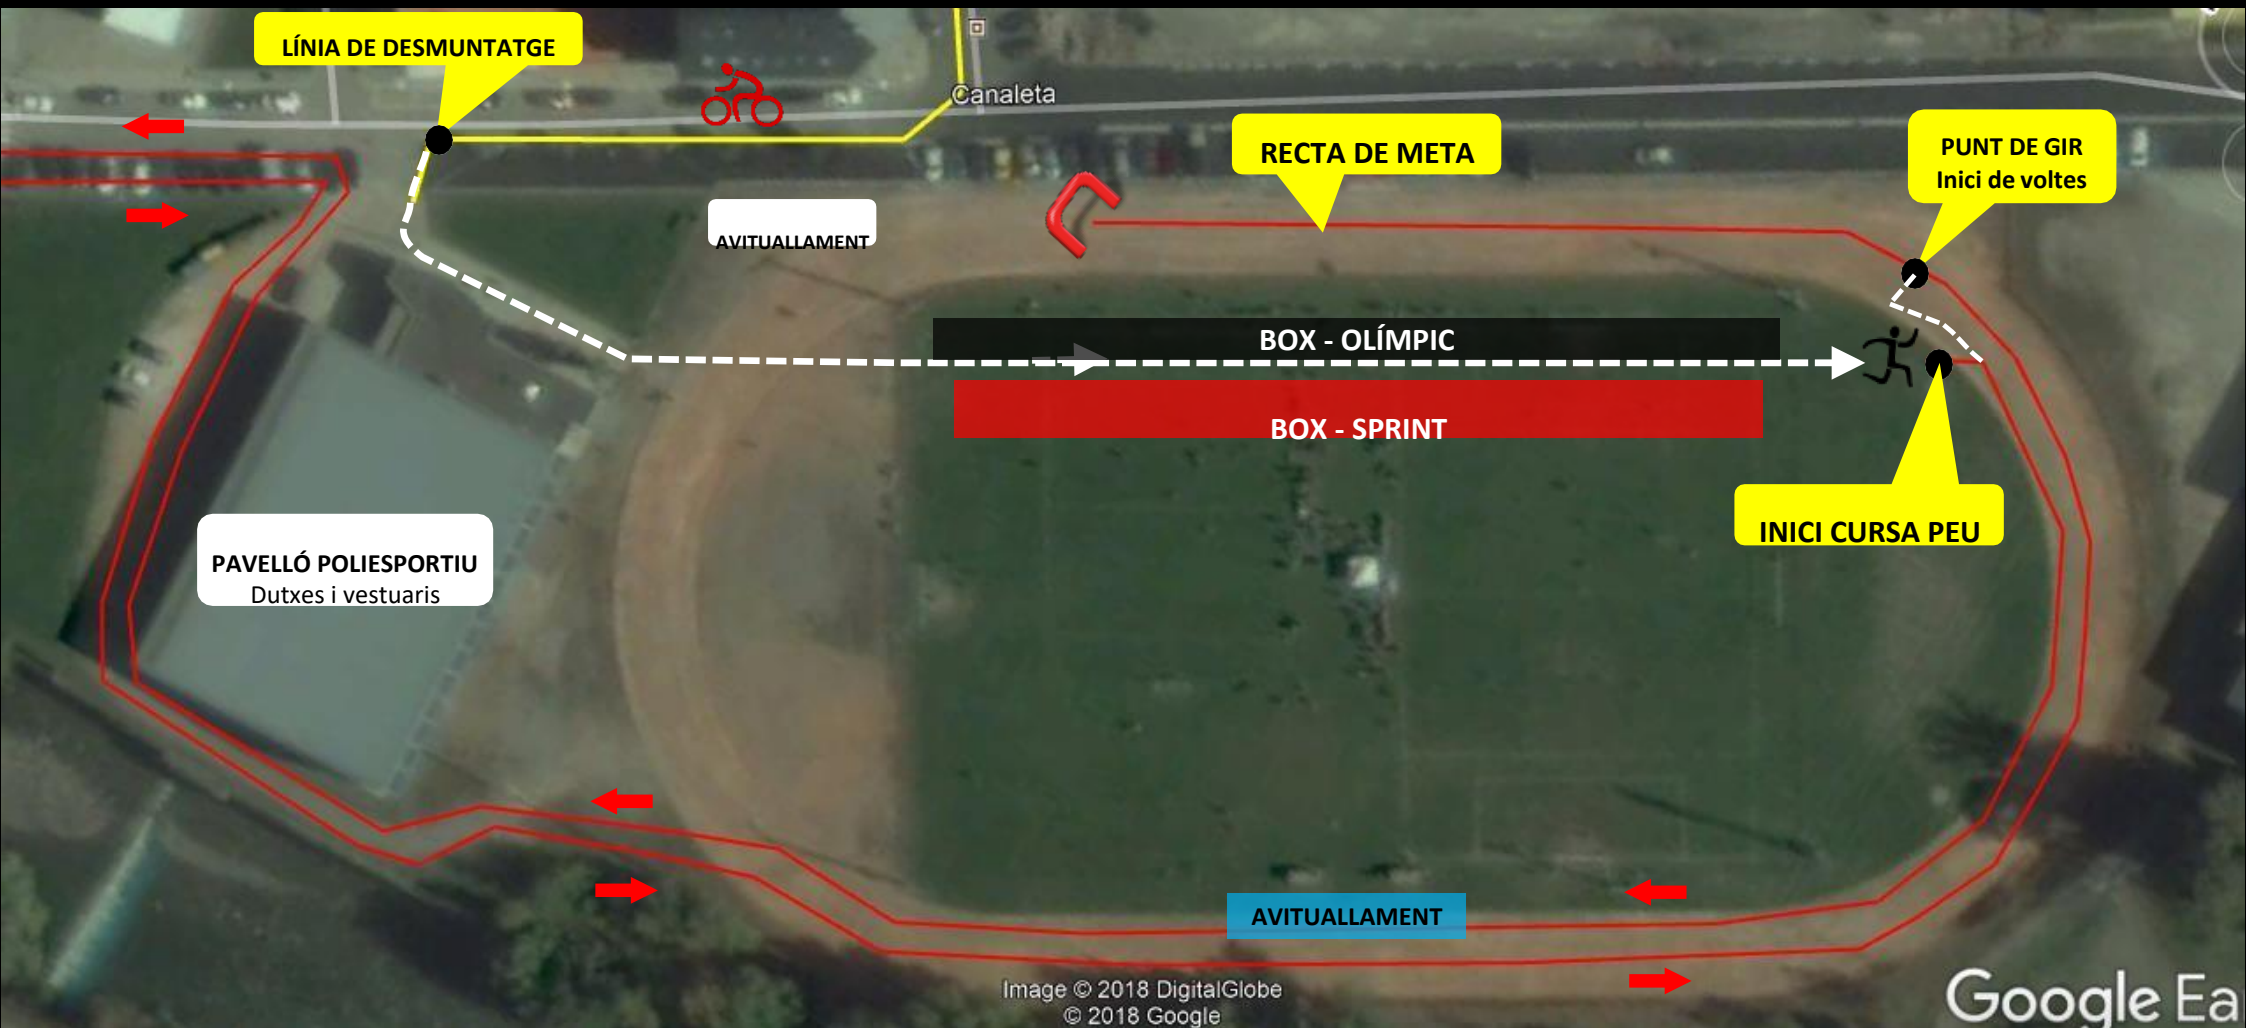 LÍNIA DE DESMUNTATGE
Canaleta
RECTA DE META
PUNT DE GIR
Inici de voltes
AVITUALLAMENT
BOX - OLÍMPIC
BOX - SPRINT
INICI CURSA PEU
PAVELLÓ POLIESPORTIU
Dutxes i vestuaris
AVITUALLAMENT
Image © 2018 DigitalGlobe
© 2018 Google
Google Ea